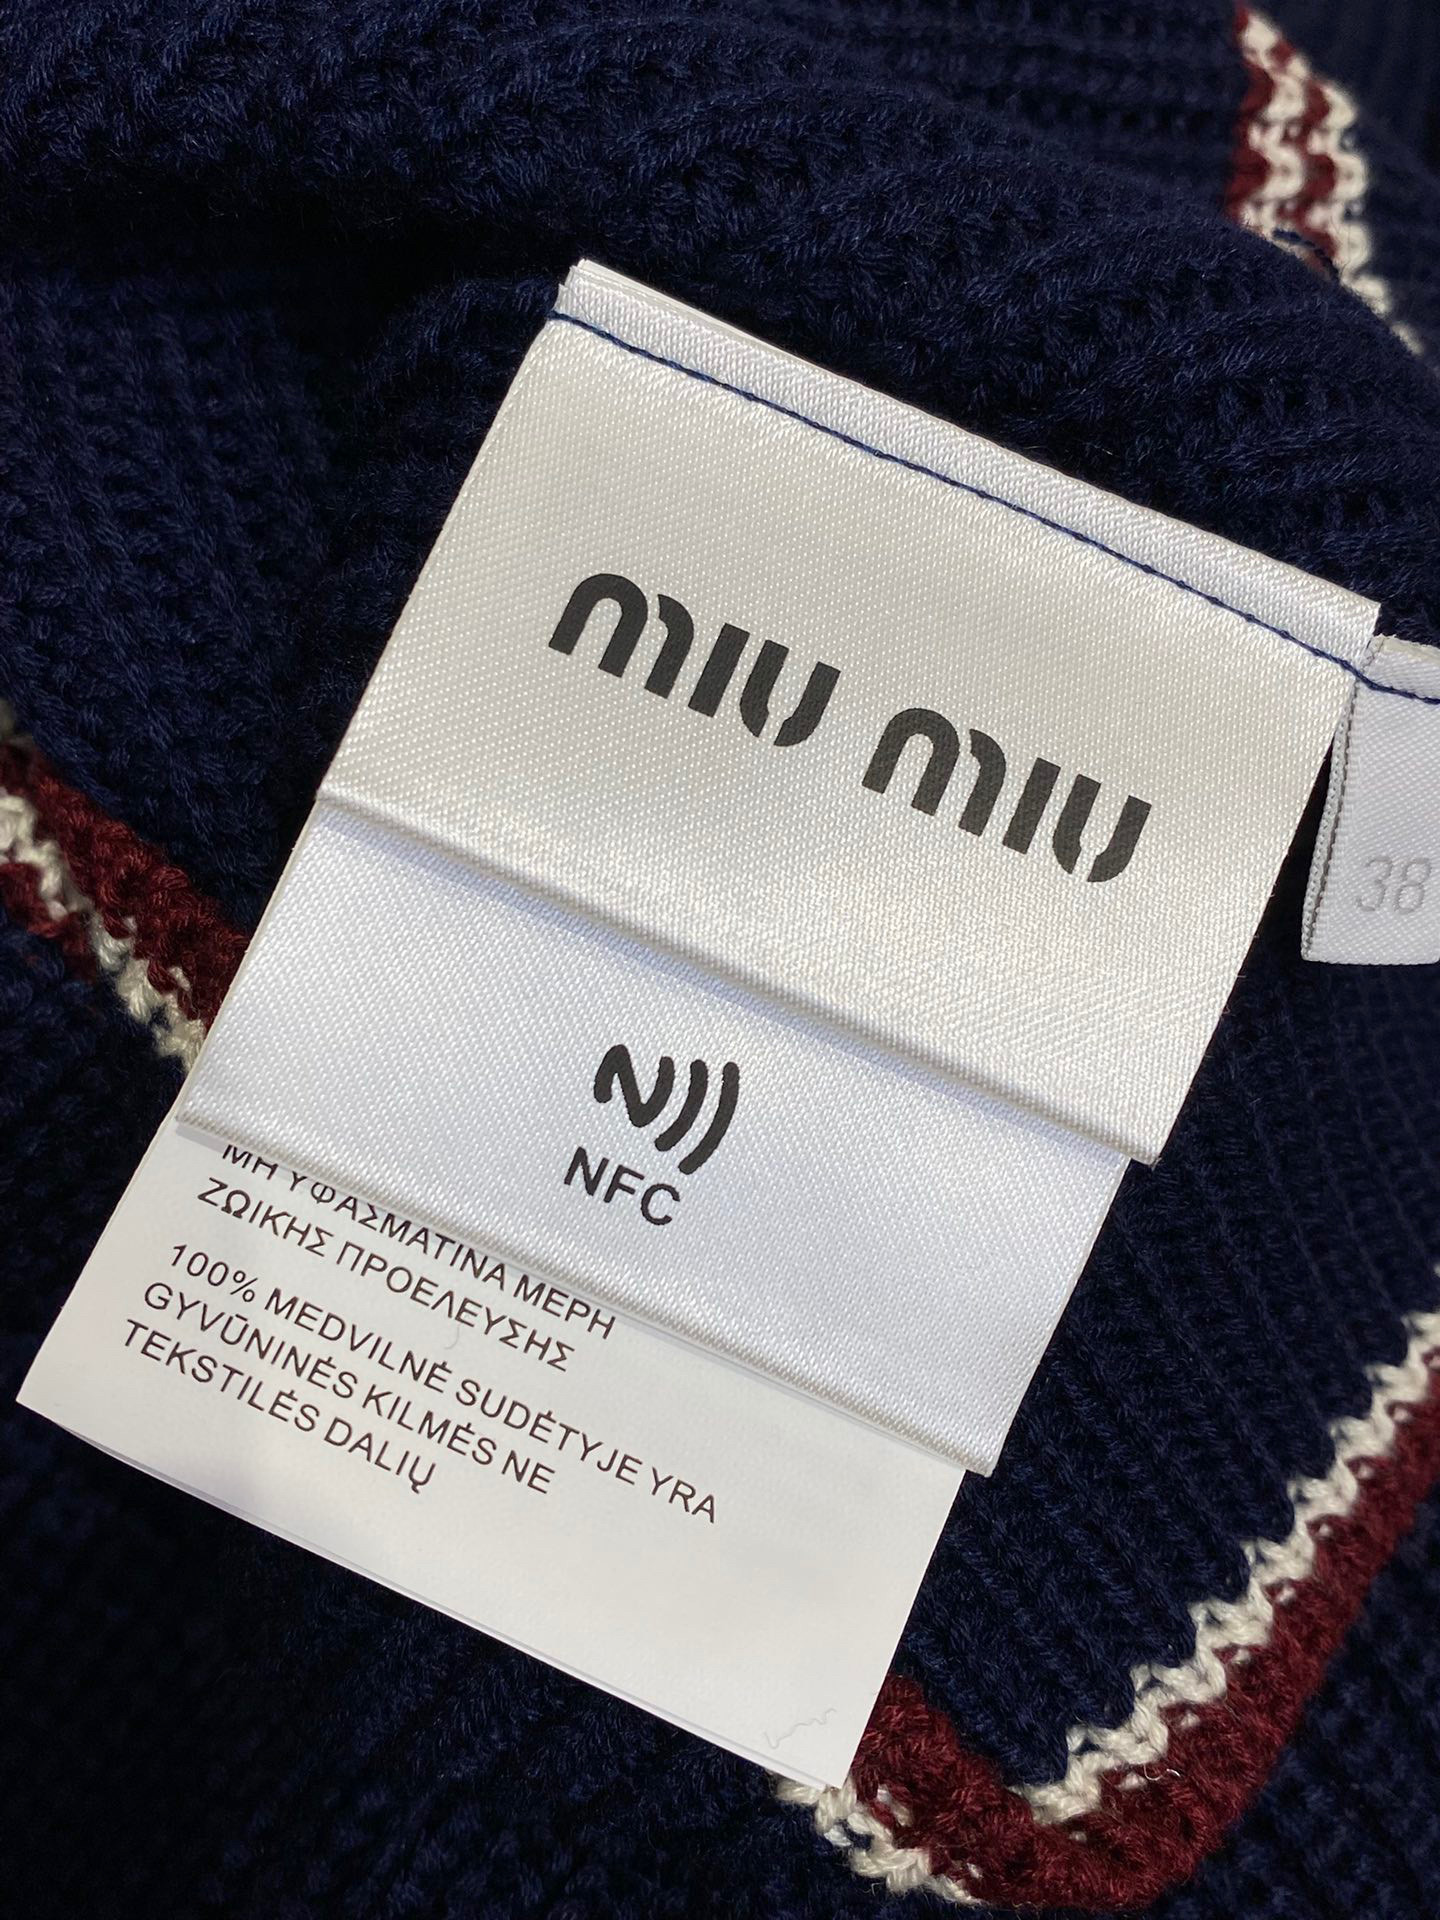 miu miu
38
NFC
ΜΗ ΥΦΑΣΜΑΤΙΝΑ ΜΕΡΗ
ΖΩΙΚΗΣ ΠΡΟΕΛΕΥΣΗΣ
100% MEDVILNĖ SUDĖTYJE YRA
GYVŪNINĖS KILMĖS NE
TEKSTILĖS DALIŲ